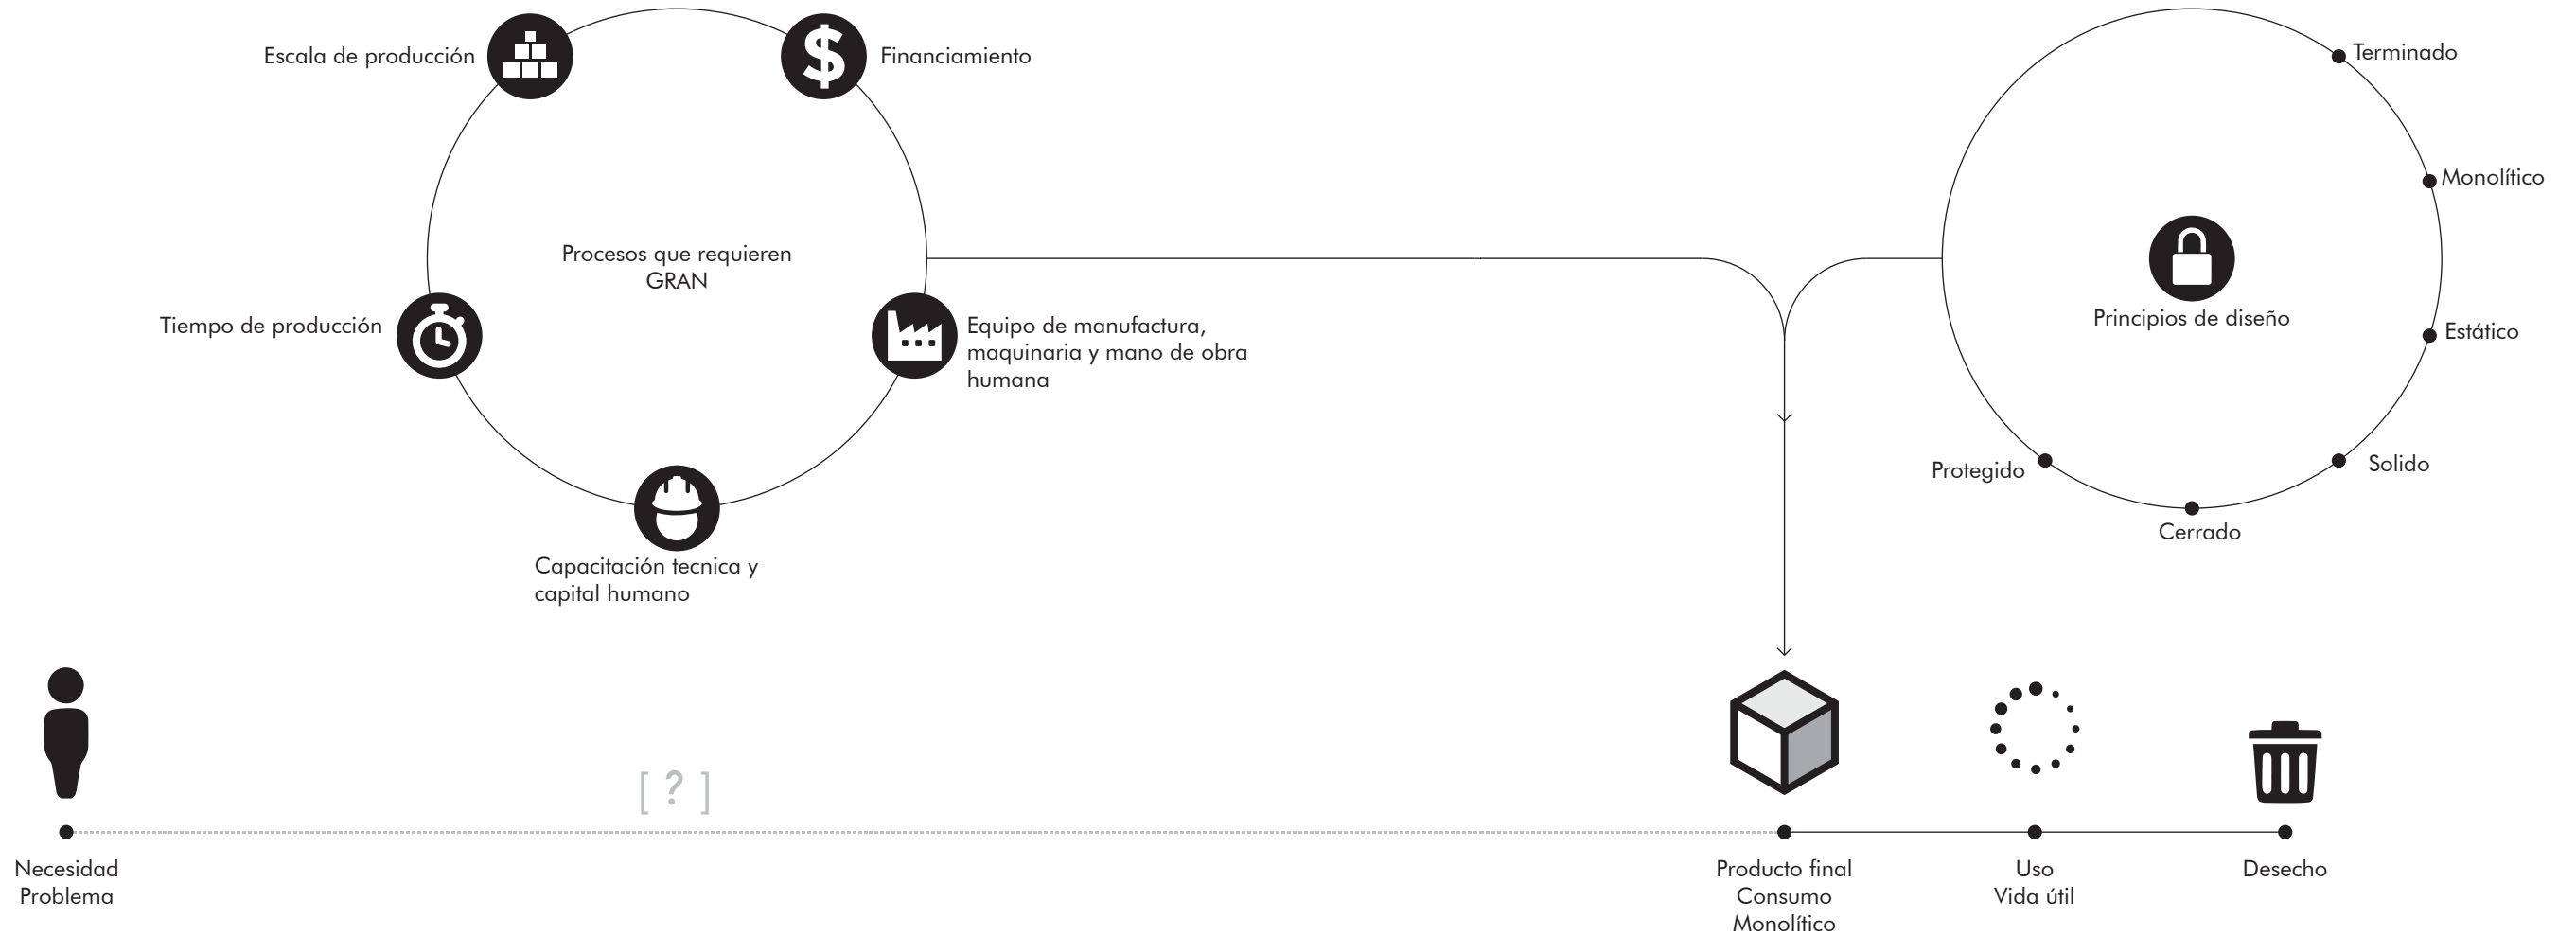 Escala de producción
Financiamiento
Procesos que requieren
GRAN
Tiempo de producción
Equipo de manufactura,
maquinaria y mano de obra
humana
Capacitación tecnica y
capital humano
Terminado
Monolítico
Principios de diseño
Estático
Solido
Protegido
Cerrado
[ ? ]
Necesidad
Problema
Producto final
Consumo
Monolítico
Uso
Vida útil
Desecho